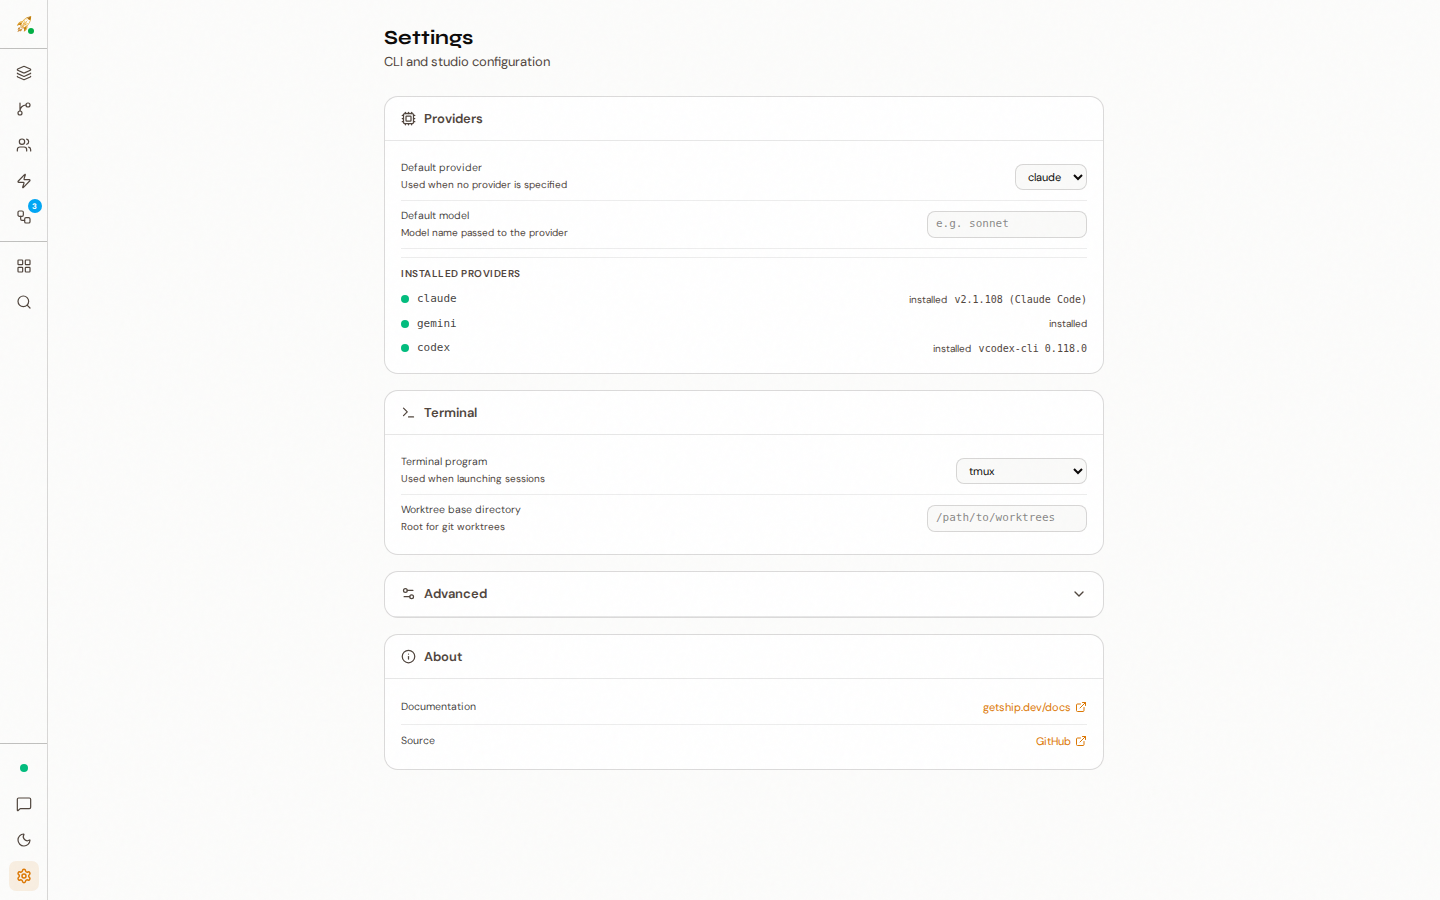 Settings
CLI and studio configuration
3
Providers
Default provider
Used when no provider is specified
claude
Default model
Model name passed to the provider
e.g. sonnet
INSTALLED PROVIDERS
claude
installed v2.1.108 (Claude Code)
gemini
installed
codex
installed vcodex-cli 0.118.0
Terminal
Terminal program
Used when launching sessions
tmux
Worktree base directory
Root for git worktrees
/path/to/worktrees
Advanced
About
Documentation
getship.dev/docs
Source
GitHub